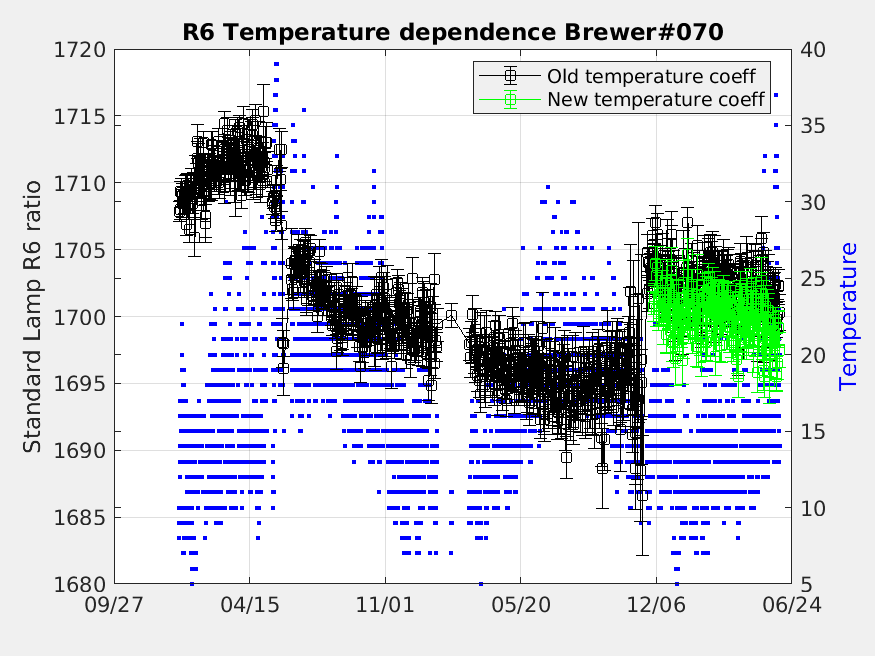 R6 Temperature dependence Brewer#070
Old temperature coeff
New temperature coeff
Standard Lamp R6 ratio
1720
1715
1710
1705
1700
1695
1690
1685
1680
40
35
30
25
20
15
10
5
Temperature
09/27 04/15 11/01 05/20 12/06 06/24